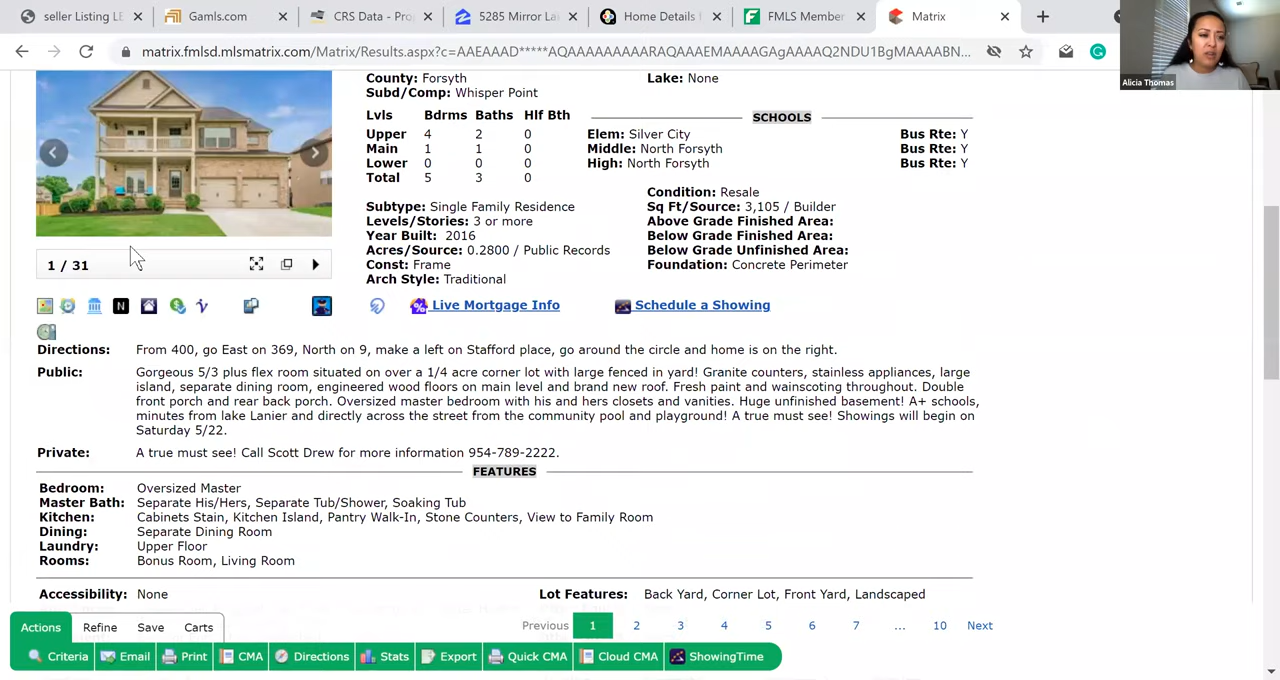 seller Listing LE
Gamls.com
CRS Data - Pro
5285 Mirror La
Home Details f
FMLS Member
Matrix
matrix.fmlsd.mlsmatrix.com/Matrix/Results.aspx?c=AAEAAAD*****AQAAAAAAAAARAQAAAEMAAAAGAgAAAAQ2NDU1BgMAAAABN...
Alicia Thomas
County: Forsyth Lake: None
Subd/Comm: Whisper Point
Lvls Bdrms Baths Hlf Bth SCHOOLS
Upper 4 2 0 Elem: Silver City Bus Rte: Y
Main 1 1 0 Middle: North Forsyth Bus Rte: Y
Lower 0 0 0 High: North Forsyth Bus Rte: Y
Total 5 3 0
Condition: Resale
Subtype: Single Family Residence Sq Ft/Source: 3,105 / Builder
Levels/Stories: 3 or more Above Grade Finished Area:
Year Built: 2016 Below Grade Finished Area:
Acres/Source: 0.2800 / Public Records Below Grade Unfinished Area:
Const: Frame Foundation: Concrete Perimeter
Arch Style: Traditional
1 / 31
N
Live Mortgage Info Schedule a Showing
Directions: From 400, go East on 369, North on 9, make a left on Stafford place, go around the circle and home is on the right.
Public: Gorgeous 5/3 plus flex room situated on over a 1/4 acre corner lot with large fenced in yard! Granite counters, stainless appliances, large
island, separate dining room, engineered wood floors on main level and brand new roof. Fresh paint and wainscoting throughout. Double
front porch and rear back porch. Oversized master bedroom with his and hers closets and vanities. Huge unfinished basement! A+ schools,
minutes from lake Lanier and directly across the street from the community pool and playground! A true must see! Showings will begin on
Saturday 5/22.
Private: A true must see! Call Scott Drew for more information 954-789-2222.
FEATURES
Bedroom: Oversized Master
Master Bath: Separate His/Hers, Separate Tub/Shower, Soaking Tub
Kitchen: Cabinets Stain, Kitchen Island, Pantry Walk-In, Stone Counters, View to Family Room
Dining: Separate Dining Room
Laundry: Upper Floor
Rooms: Bonus Room, Living Room
Accessibility: None Lot Features: Back Yard, Corner Lot, Front Yard, Landscaped
Actions Refine Save Carts Previous 1 2 3 4 5 6 7 ... 10 Next
Criteria Email Print CMA Directions Stats Export Quick CMA Cloud CMA ShowingTime